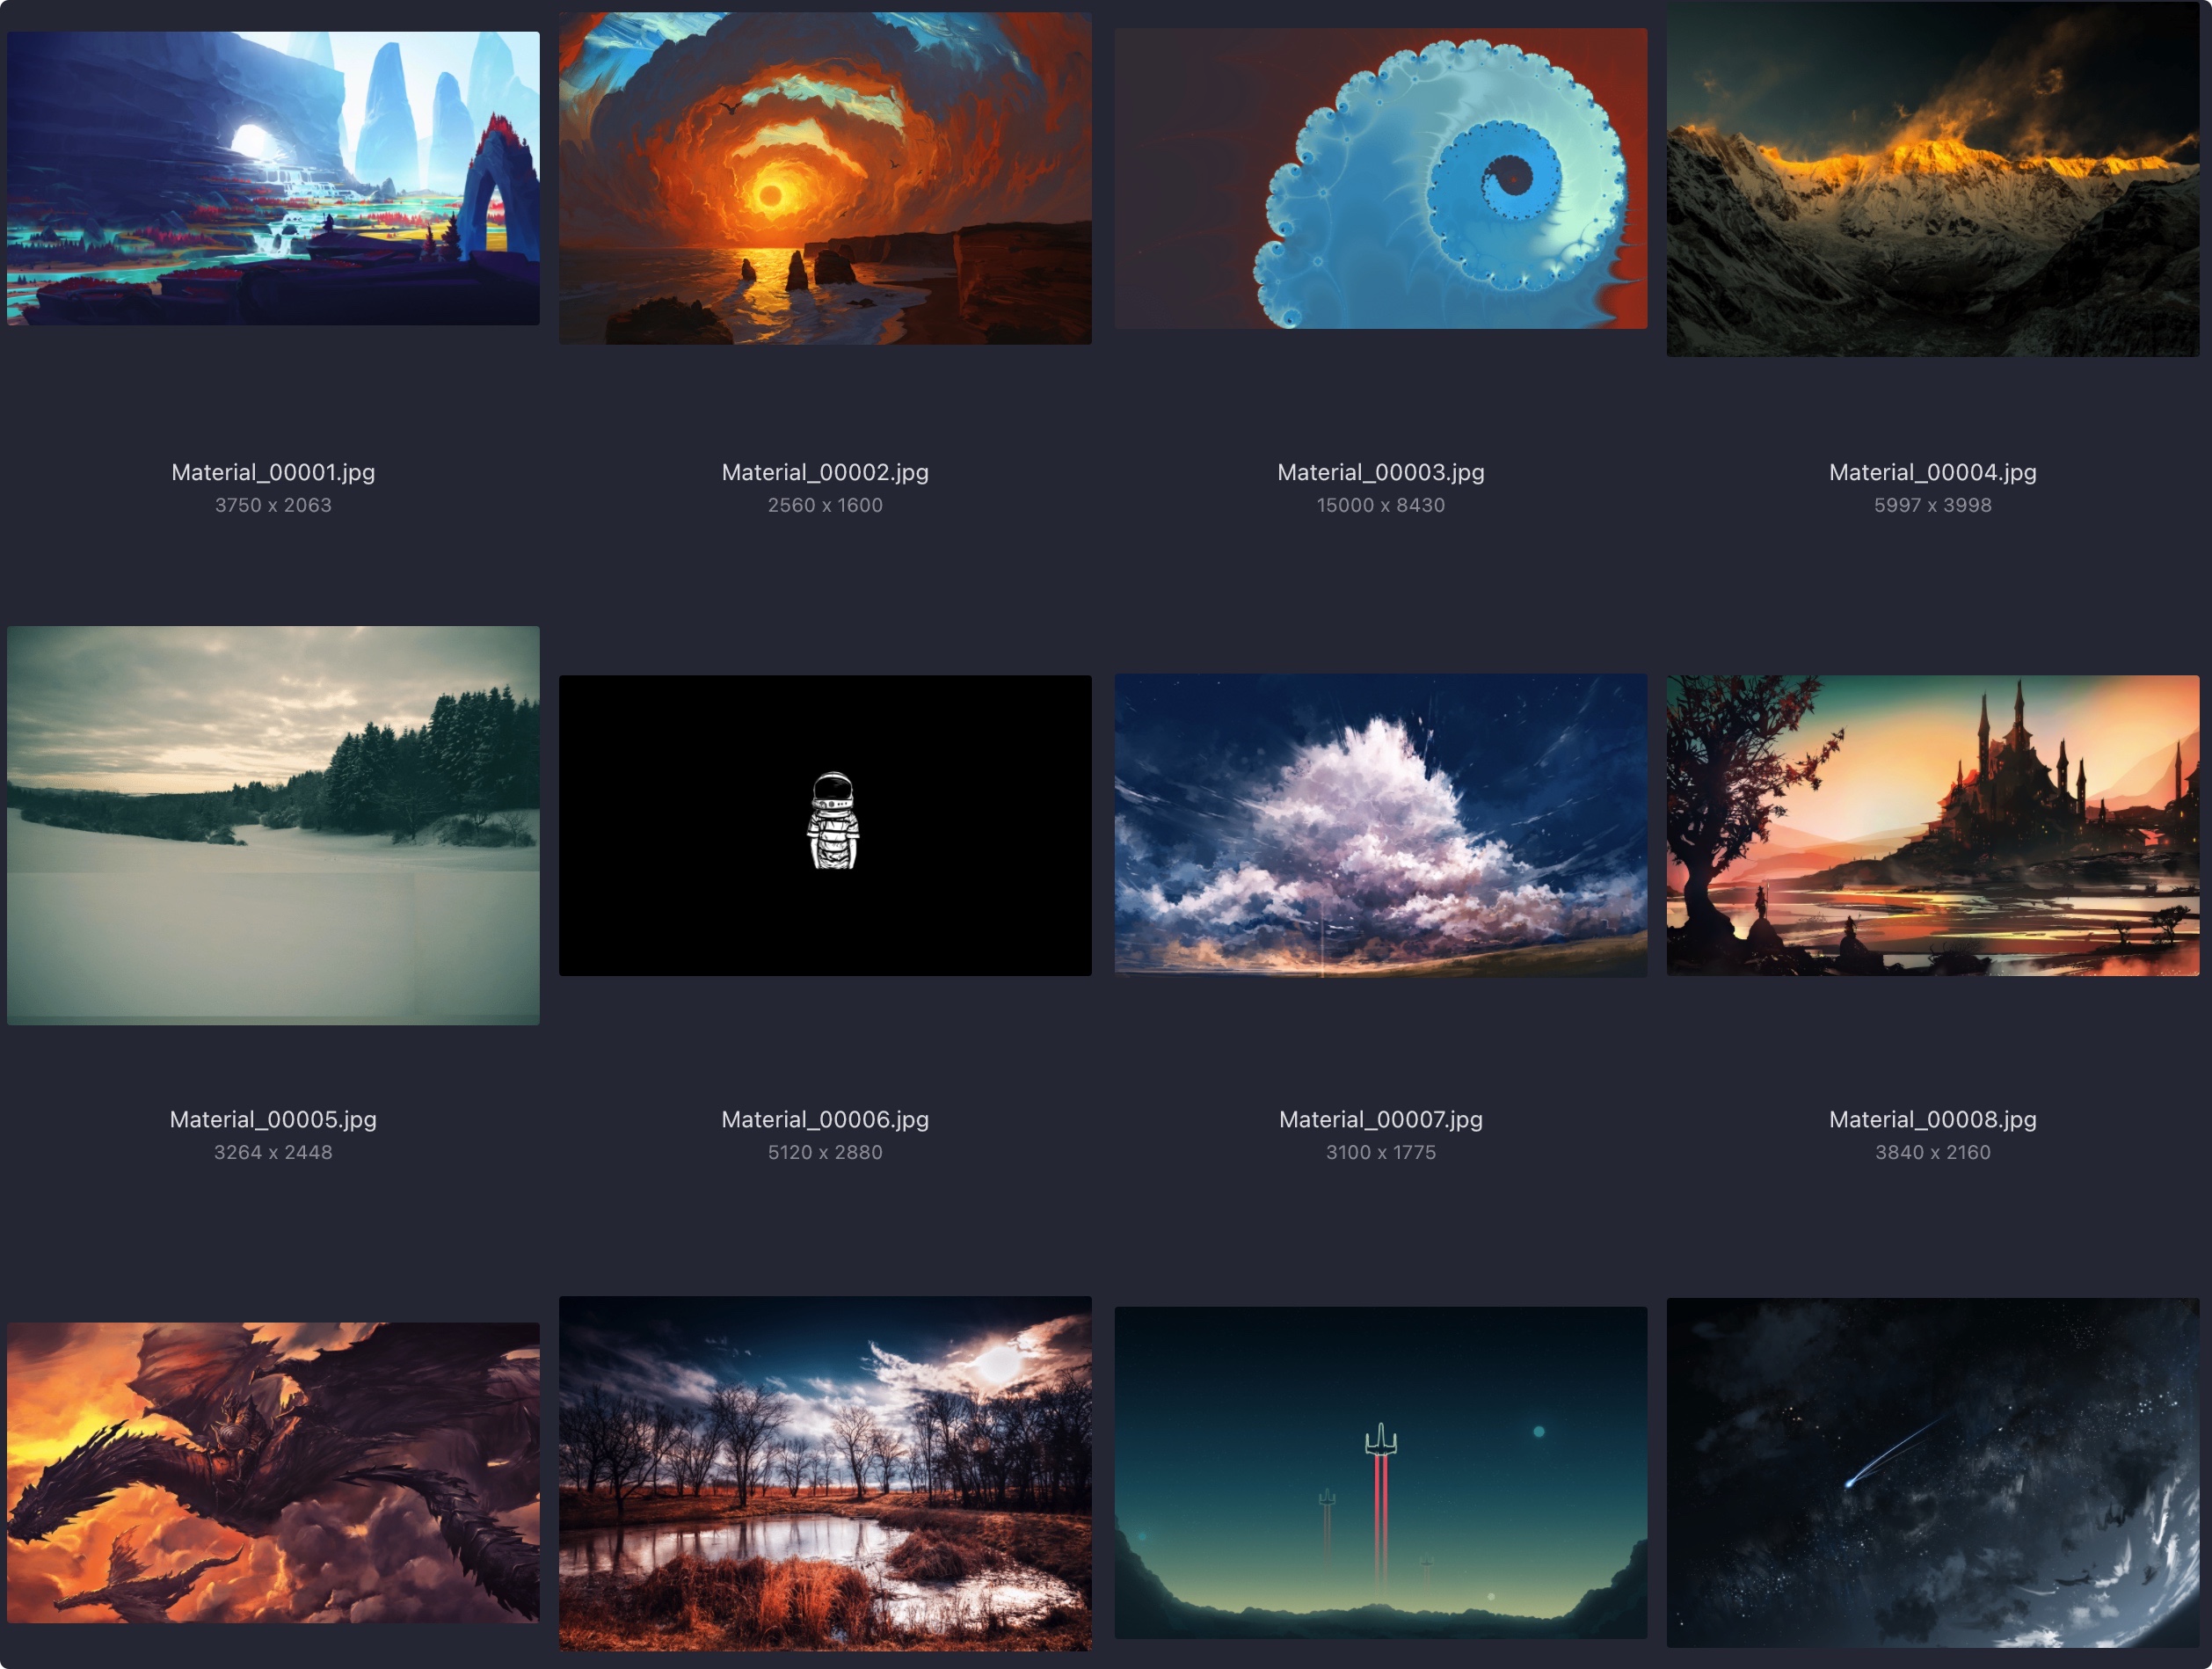 Material_00001.jpg
3750 x 2063
Material_00002.jpg
2560 x 1600
Material_00003.jpg
15000 x 8430
Material_00004.jpg
5997 x 3998
Material_00005.jpg
3264 x 2448
Material_00006.jpg
5120 x 2880
Material_00007.jpg
3100 x 1775
Material_00008.jpg
3840 x 2160